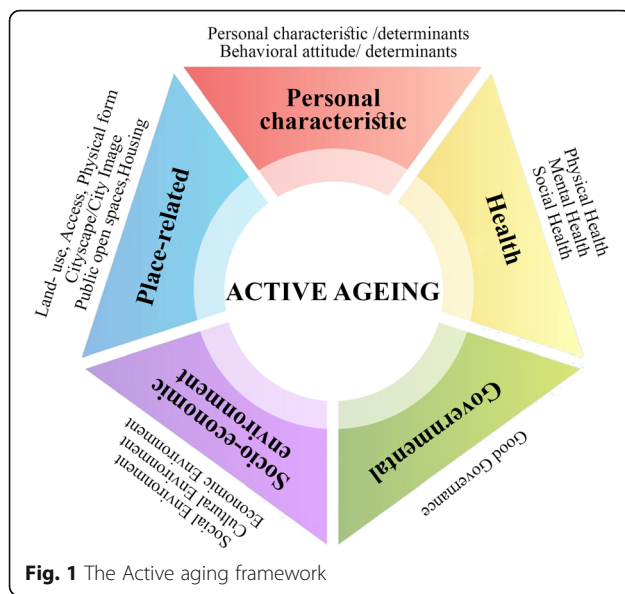 Personal characteristic /determinants
Behavioral attitude/ determinants
Personal
characteristic
Physical Health
Mental Health
Social Health
Health
Land- use, Access, Physical form
Cityscape/City Image
Public open spaces,Housing
Place-related
ACTIVE AGEING
Governmental
Good Governance
Socio-economic
environment
Social Environment
Cultural Environment
Economic Environment
Fig. 1 The Active aging framework